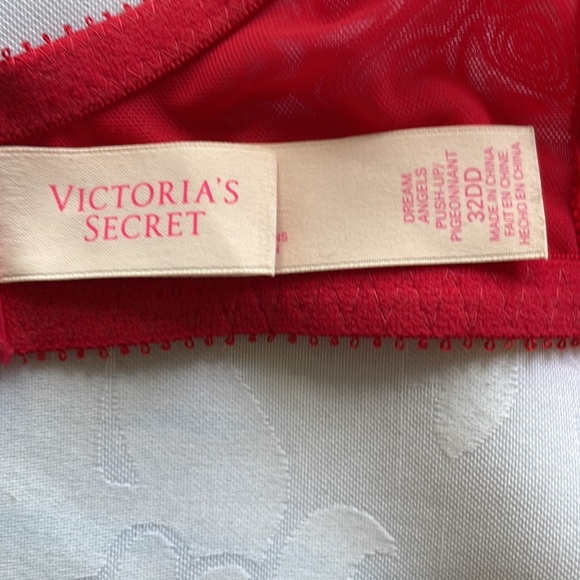 VICTORIA'S
SECRET
DREAM
ANGELS
PUSH-UP/
PIGEONNANT
32DD
MADE IN CHINA
FAIT EN CHINE
HECHO EN CHINA